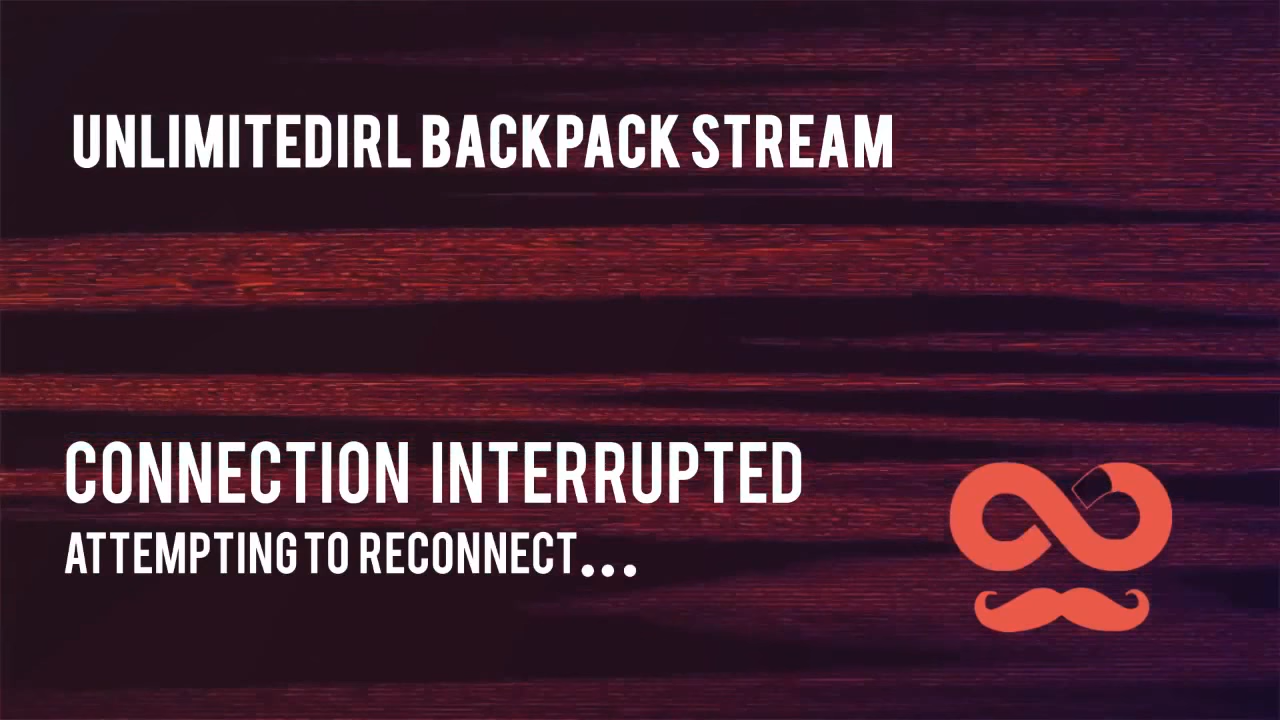 UNLIMITEDIRL BACKPACK STREAM
CONNECTION INTERRUPTED
ATTEMPTING TO RECONNECT...